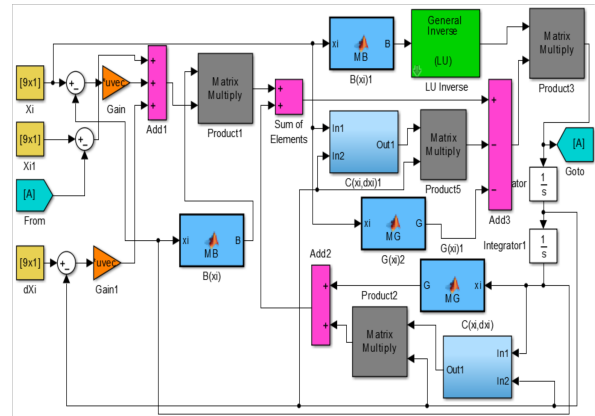 [9x1]
Xi
[9x1]
Xi1
[A]
From
[9x1]
dXi
+
-
'uvec
Gain
+
-
+
-
'uvec
Gain1
+
+
+
Add1
Matrix
Multiply
Product1
xi
MB
B
B(xi)
+
+
Sum of
Elements
xi
MB
B
B(xi)1
General
Inverse
(LU)
LU Inverse
Matrix
Multiply
Product3
In1
In2
Out1
C(xi,dxi)1
Matrix
Multiply
Product5
xi
MG
G
G(xi)2
G(xi)1
+
-
-
Add3
[A]
Goto
1
s
ator
Integrator1
1
s
Add2
+
+
Product2
Matrix
Multiply
G
MG
xi
C(xi,dxi)
Out1
In1
In2